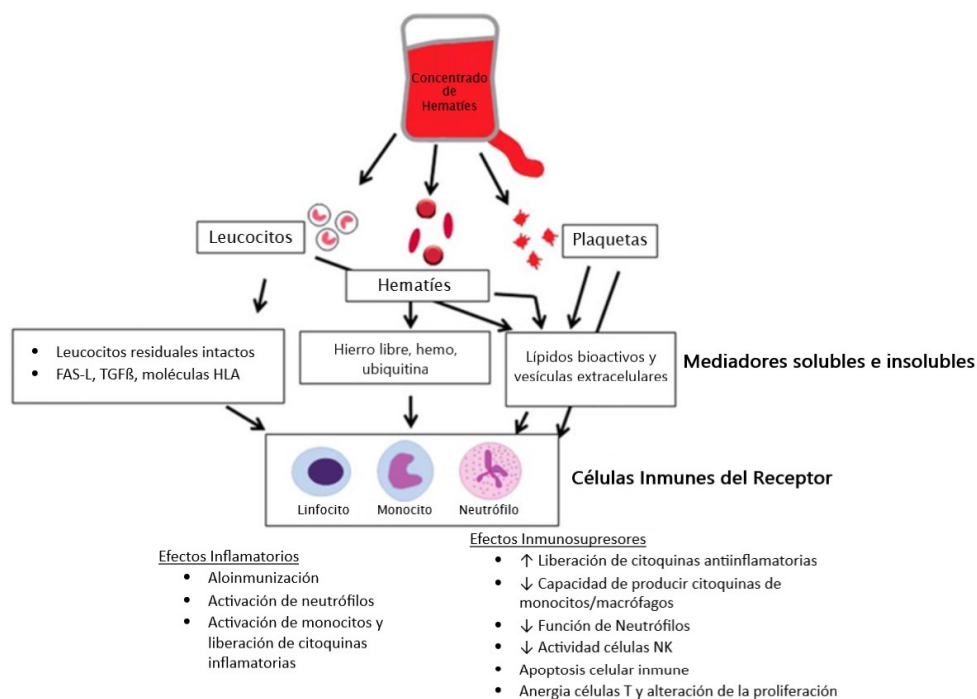 Concentrado
de
Hematíes
Leucocitos
Plaquetas
Hematíes
• Leucocitos residuales intactos
• FAS-L, TGFß, moléculas HLA
Hierro libre, hemo,
ubiquitina
Lípidos bioactivos y
vesículas extracelulares
Mediadores solubles e insolubles
Linfocito
Monocito
Neutrófilo
Células Inmunes del Receptor
Efectos Inflamatorios
• Aloinmunización
• Activación de neutrófilos
• Activación de monocitos y
liberación de citoquinas
inflamatorias
Efectos Inmunosupresores
• ↑ Liberación de citoquinas antiinflamatorias
• ↓ Capacidad de producir citoquinas de
monocitos/macrófagos
• ↓ Función de Neutrófilos
• ↓ Actividad células NK
• Apoptosis celular inmune
• Anergia células T y alteración de la proliferación